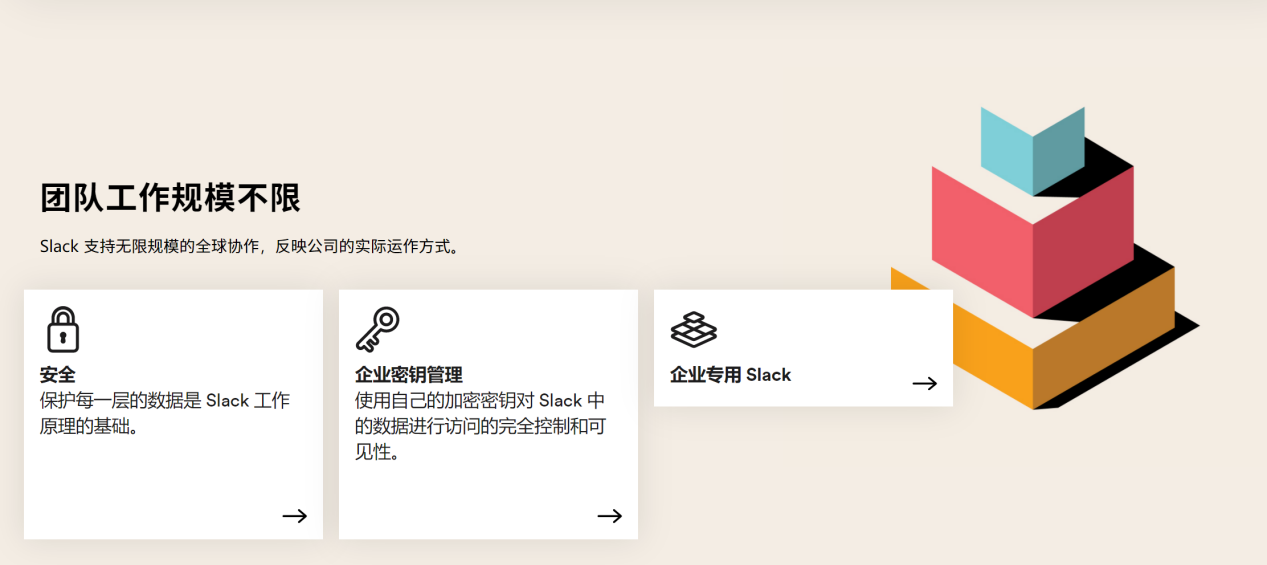 团队工作规模不限
Slack 支持无限规模的全球协作，反映公司的实际运作方式。
安全
保护每一层的数据是 Slack 工作
原理的基础。
企业密钥管理
使用自己的加密密钥对 Slack 中
的数据进行访问的完全控制和可
见性。
企业专用 Slack